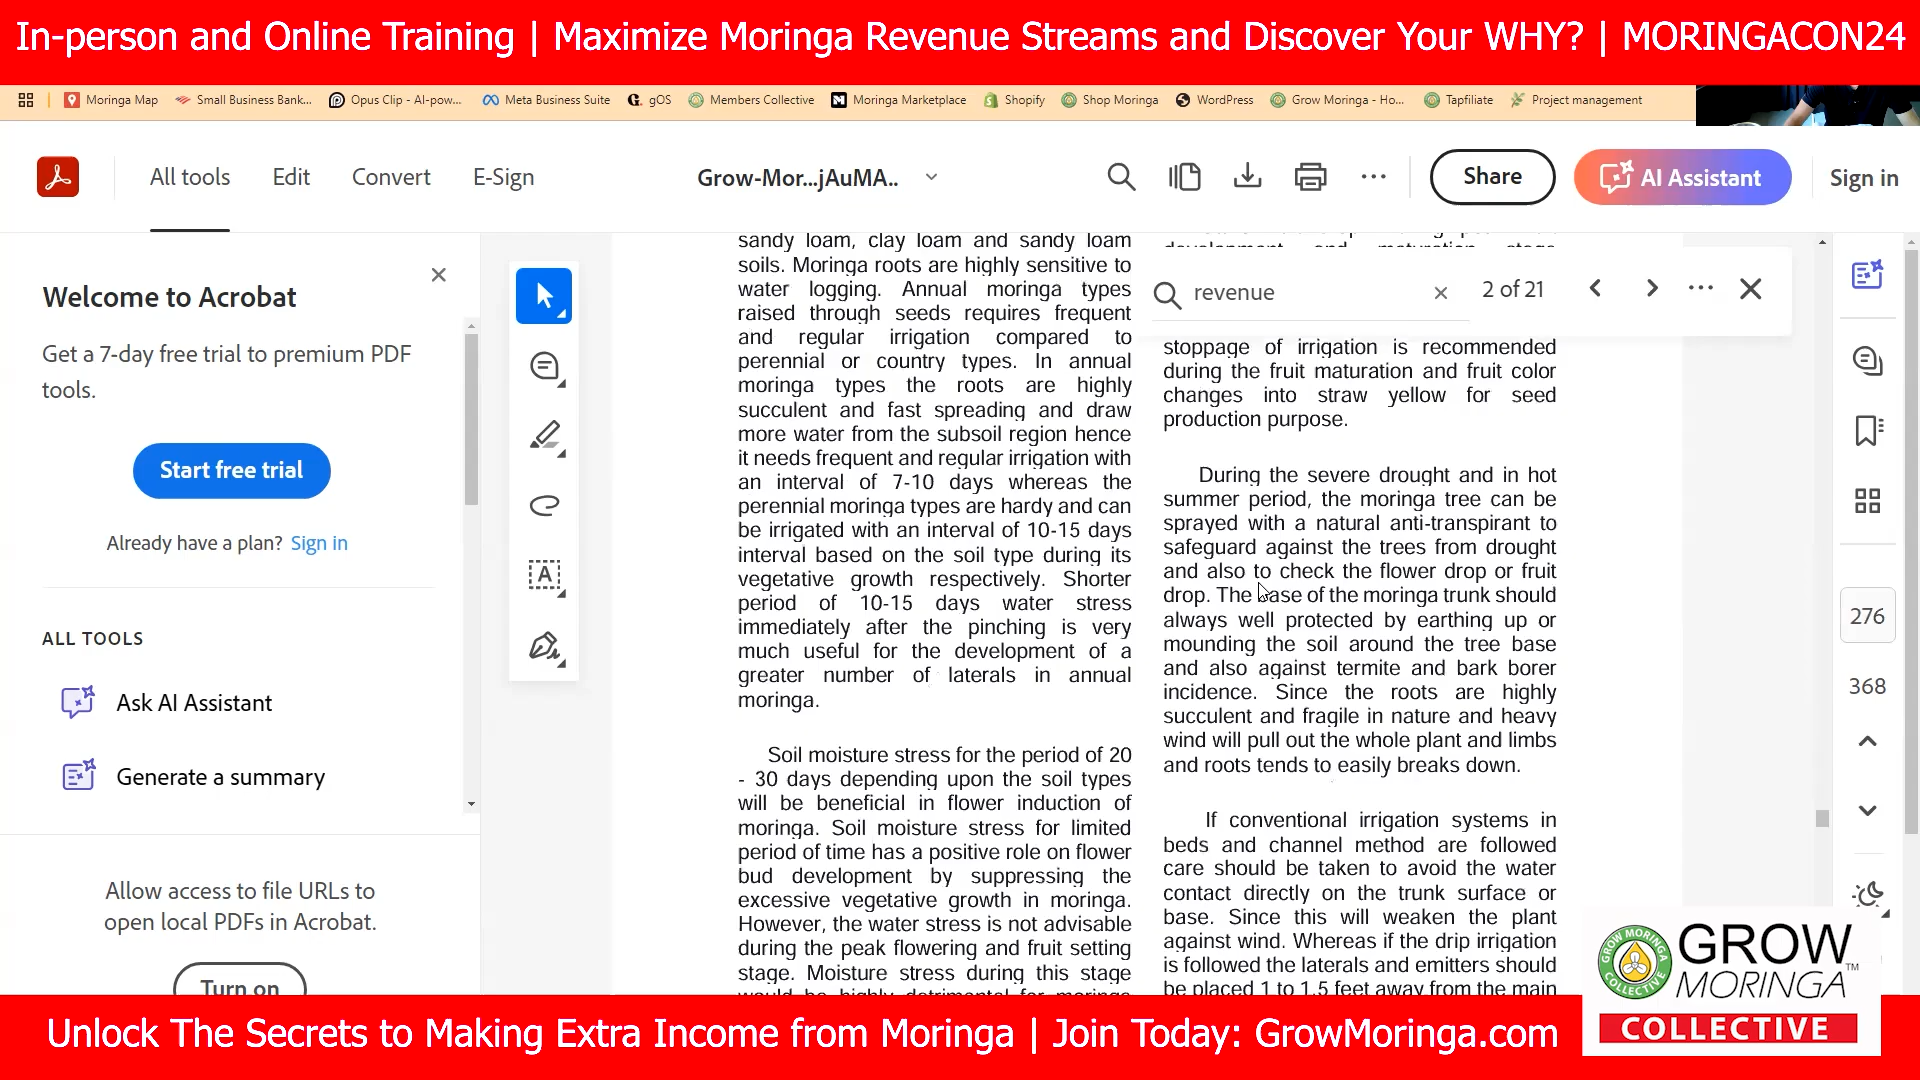 In-person and Online Training | Maximize Moringa Revenue Streams and Discover Your WHY? | MORINGACON24
Moringa Map
Small Business Bank...
Opus Clip - AI-pow...
Meta Business Suite
gOS
Members Collective
Moringa Marketplace
Shopify
Shop Moringa
WordPress
Grow Moringa - Ho...
Tapfiliate
Project management
All tools
Edit
Convert
E-Sign
Grow-Mor...jAuMA..
Share
AI Assistant
Sign in
Welcome to Acrobat
Get a 7-day free trial to premium PDF
tools.
Start free trial
Already have a plan? Sign in
ALL TOOLS
Ask AI Assistant
Generate a summary
Allow access to file URLs to
open local PDFs in Acrobat.
Turn on
sandy loam, clay loam and sandy loam
soils. Moringa roots are highly sensitive to
water logging. Annual moringa types
raised through seeds requires frequent
and regular irrigation compared to
perennial or country types. In annual
moringa types the roots are highly
succulent and fast spreading and draw
more water from the subsoil region hence
it needs frequent and regular irrigation with
an interval of 7-10 days whereas the
perennial moringa types are hardy and can
be irrigated with an interval of 10-15 days
interval based on the soil type during its
vegetative growth respectively. Shorter
period of 10-15 days water stress
immediately after the pinching is very
much useful for the development of a
greater number of laterals in annual
moringa.
Soil moisture stress for the period of 20
- 30 days depending upon the soil types
will be beneficial in flower induction of
moringa. Soil moisture stress for limited
period of time has a positive role on flower
bud development by suppressing the
excessive vegetative growth in moringa.
However, the water stress is not advisable
during the peak flowering and fruit setting
stage. Moisture stress during this stage
would be highly detrimental for moringa
development and maturation stage
revenue
2 of 21
stoppage of irrigation is recommended
during the fruit maturation and fruit color
changes into straw yellow for seed
production purpose.
During the severe drought and in hot
summer period, the moringa tree can be
sprayed with a natural anti-transpirant to
safeguard against the trees from drought
and also to check the flower drop or fruit
drop. The base of the moringa trunk should
always well protected by earthing up or
mounding the soil around the tree base
and also against termite and bark borer
incidence. Since the roots are highly
succulent and fragile in nature and heavy
wind will pull out the whole plant and limbs
and roots tends to easily breaks down.
If conventional irrigation systems in
beds and channel method are followed
care should be taken to avoid the water
contact directly on the trunk surface or
base. Since this will weaken the plant
against wind. Whereas if the drip irrigation
is followed the laterals and emitters should
be placed 1 to 1.5 feet away from the main
276
368
GROW MORINGA COLLECTIVE
GROW
MORINGA™
COLLECTIVE
Unlock The Secrets to Making Extra Income from Moringa | Join Today: GrowMoringa.com